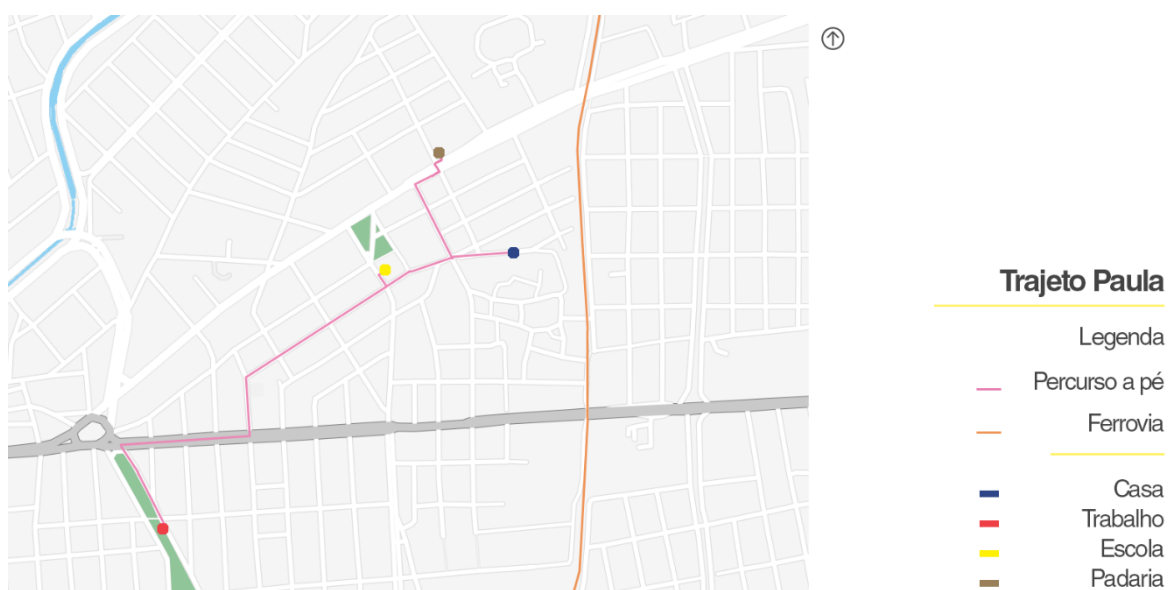 Trajeto Paula
Legenda
Percurso a pé
Ferrovia
Casa
Trabalho
Escola
Padaria